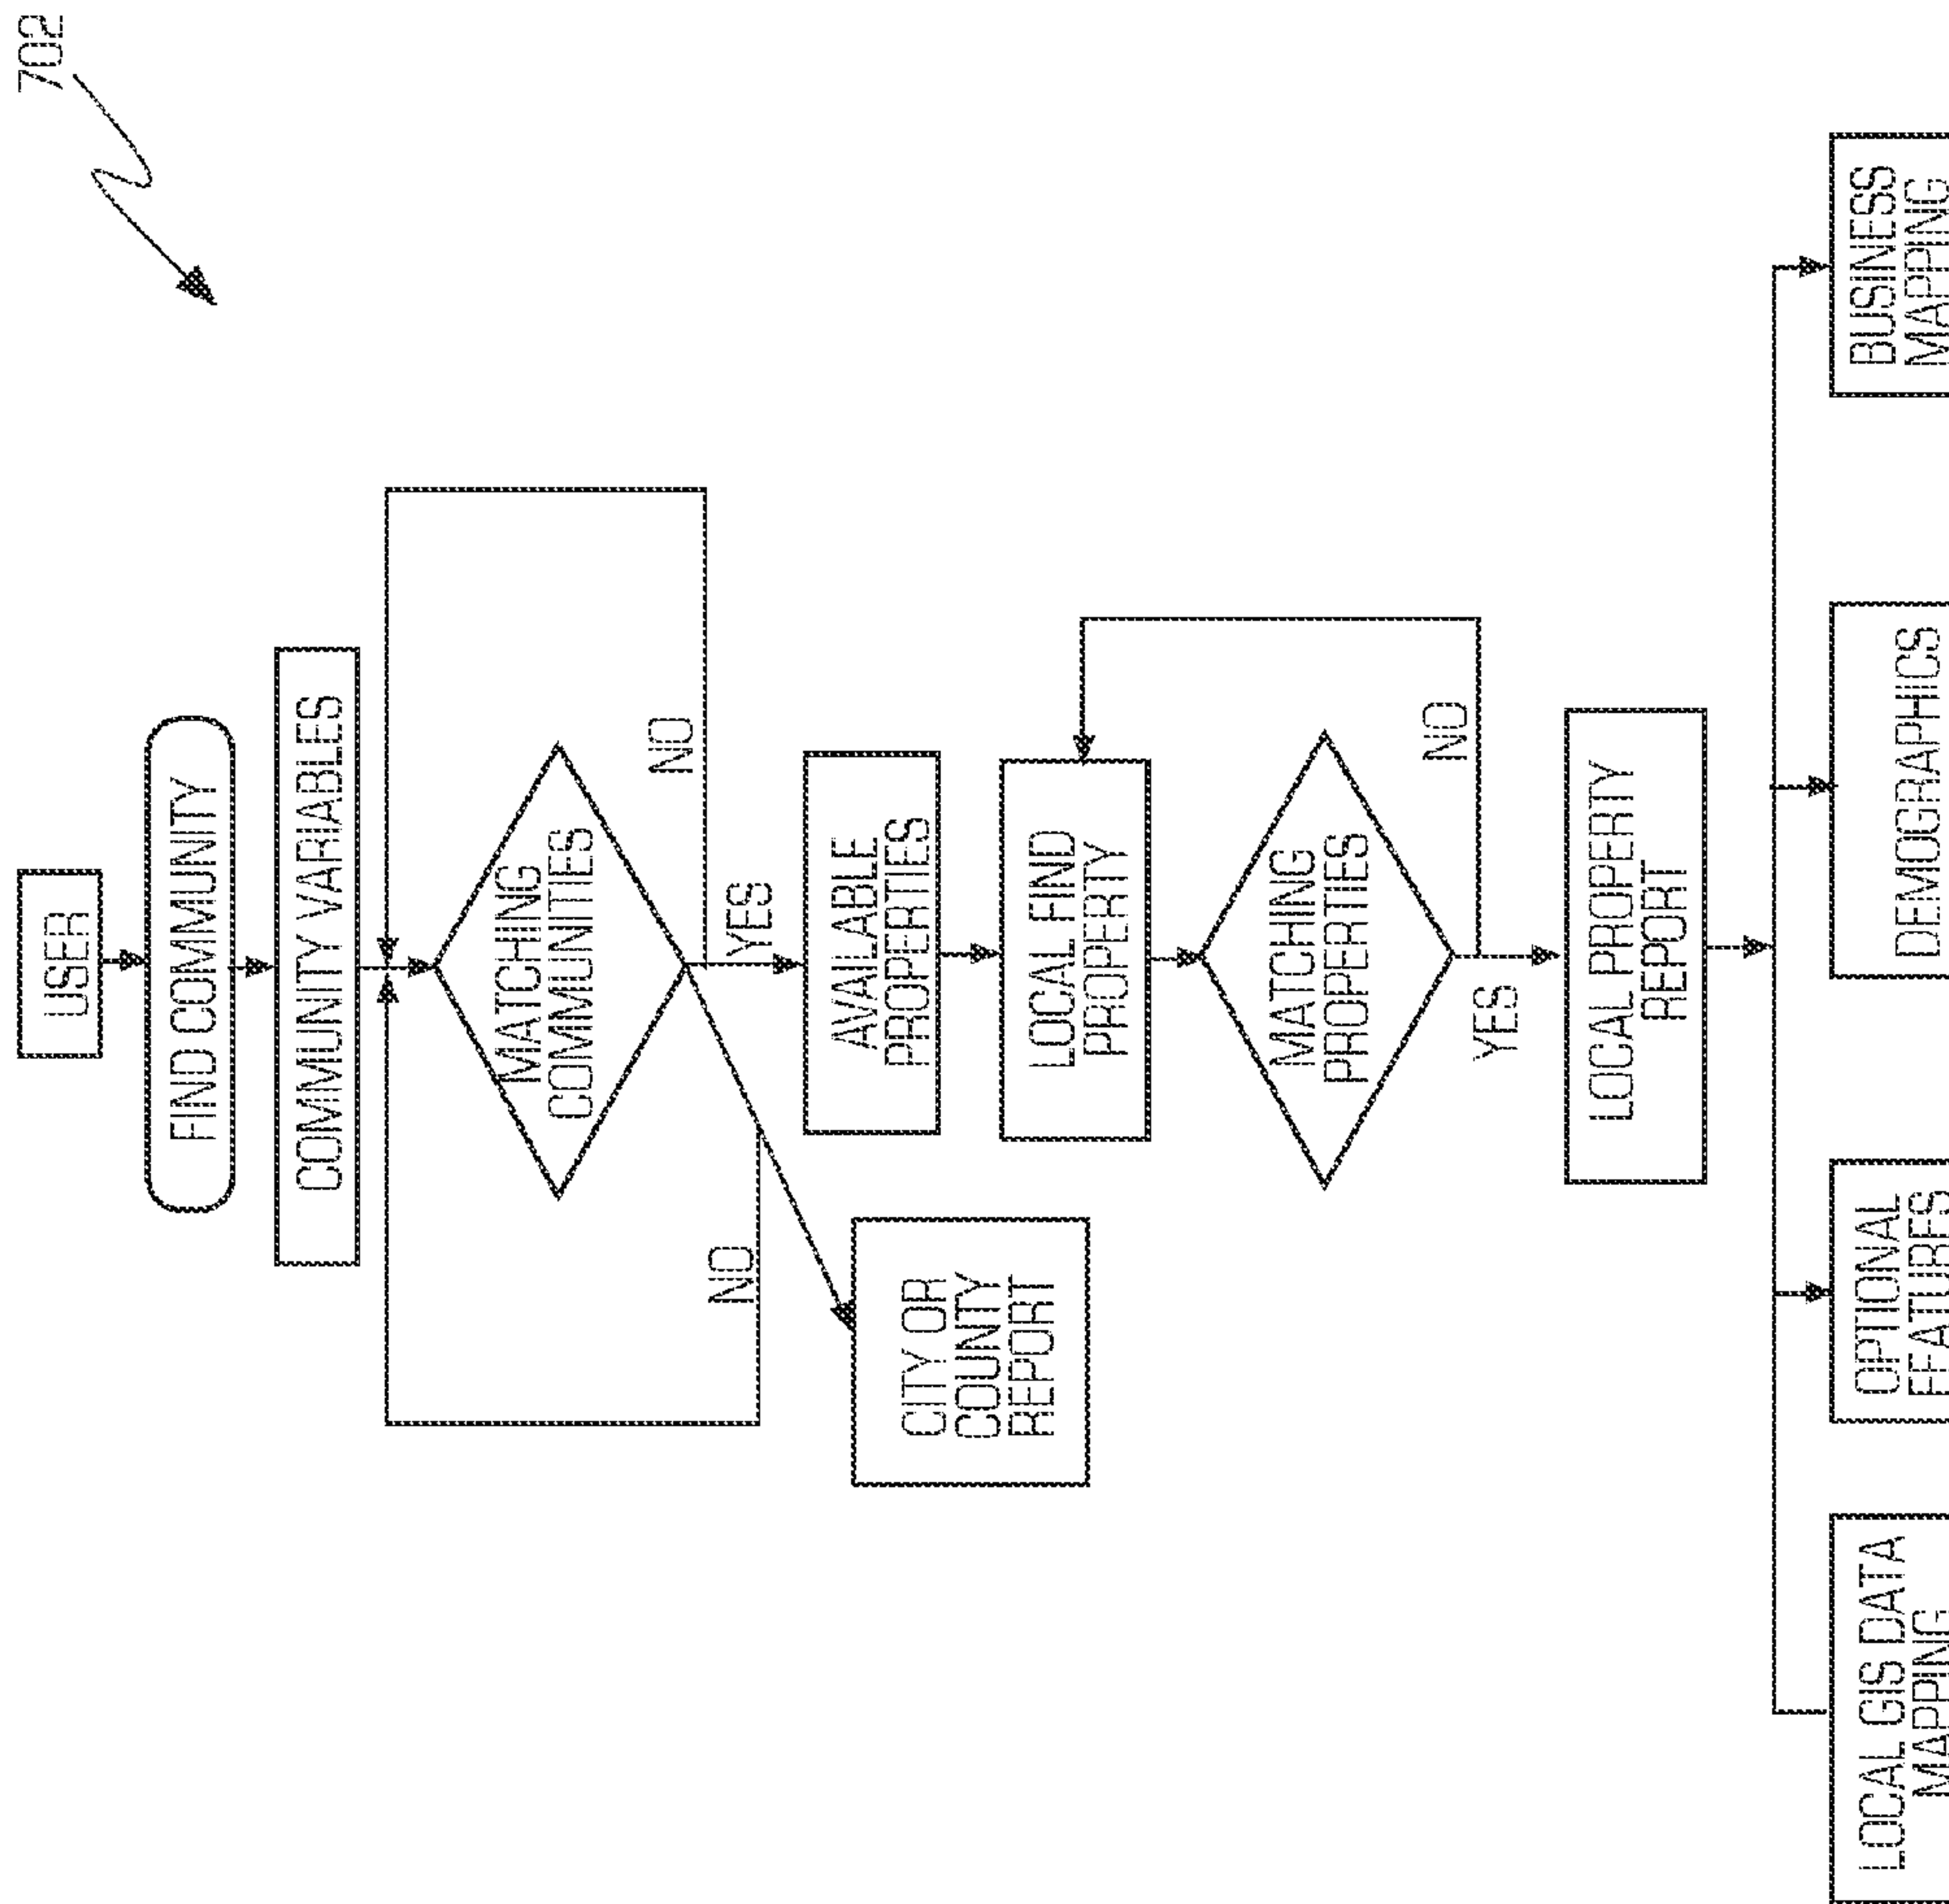 702
USER
FIND COMMUNITY
COMMUNITY VARIABLES
MATCHING
COMMUNITIES
NO
NO
YES
CITY OR
COUNTY
REPORT
AVAILABLE
PROPERTIES
LOCAL FIND
PROPERTY
MATCHING
PROPERTIES
NO
YES
LOCAL PROPERTY
REPORT
LOCAL GIS DATA
MAPPING
OPTIONAL
FEATURES
DEMOGRAPHICS
BUSINESS
MAPPING